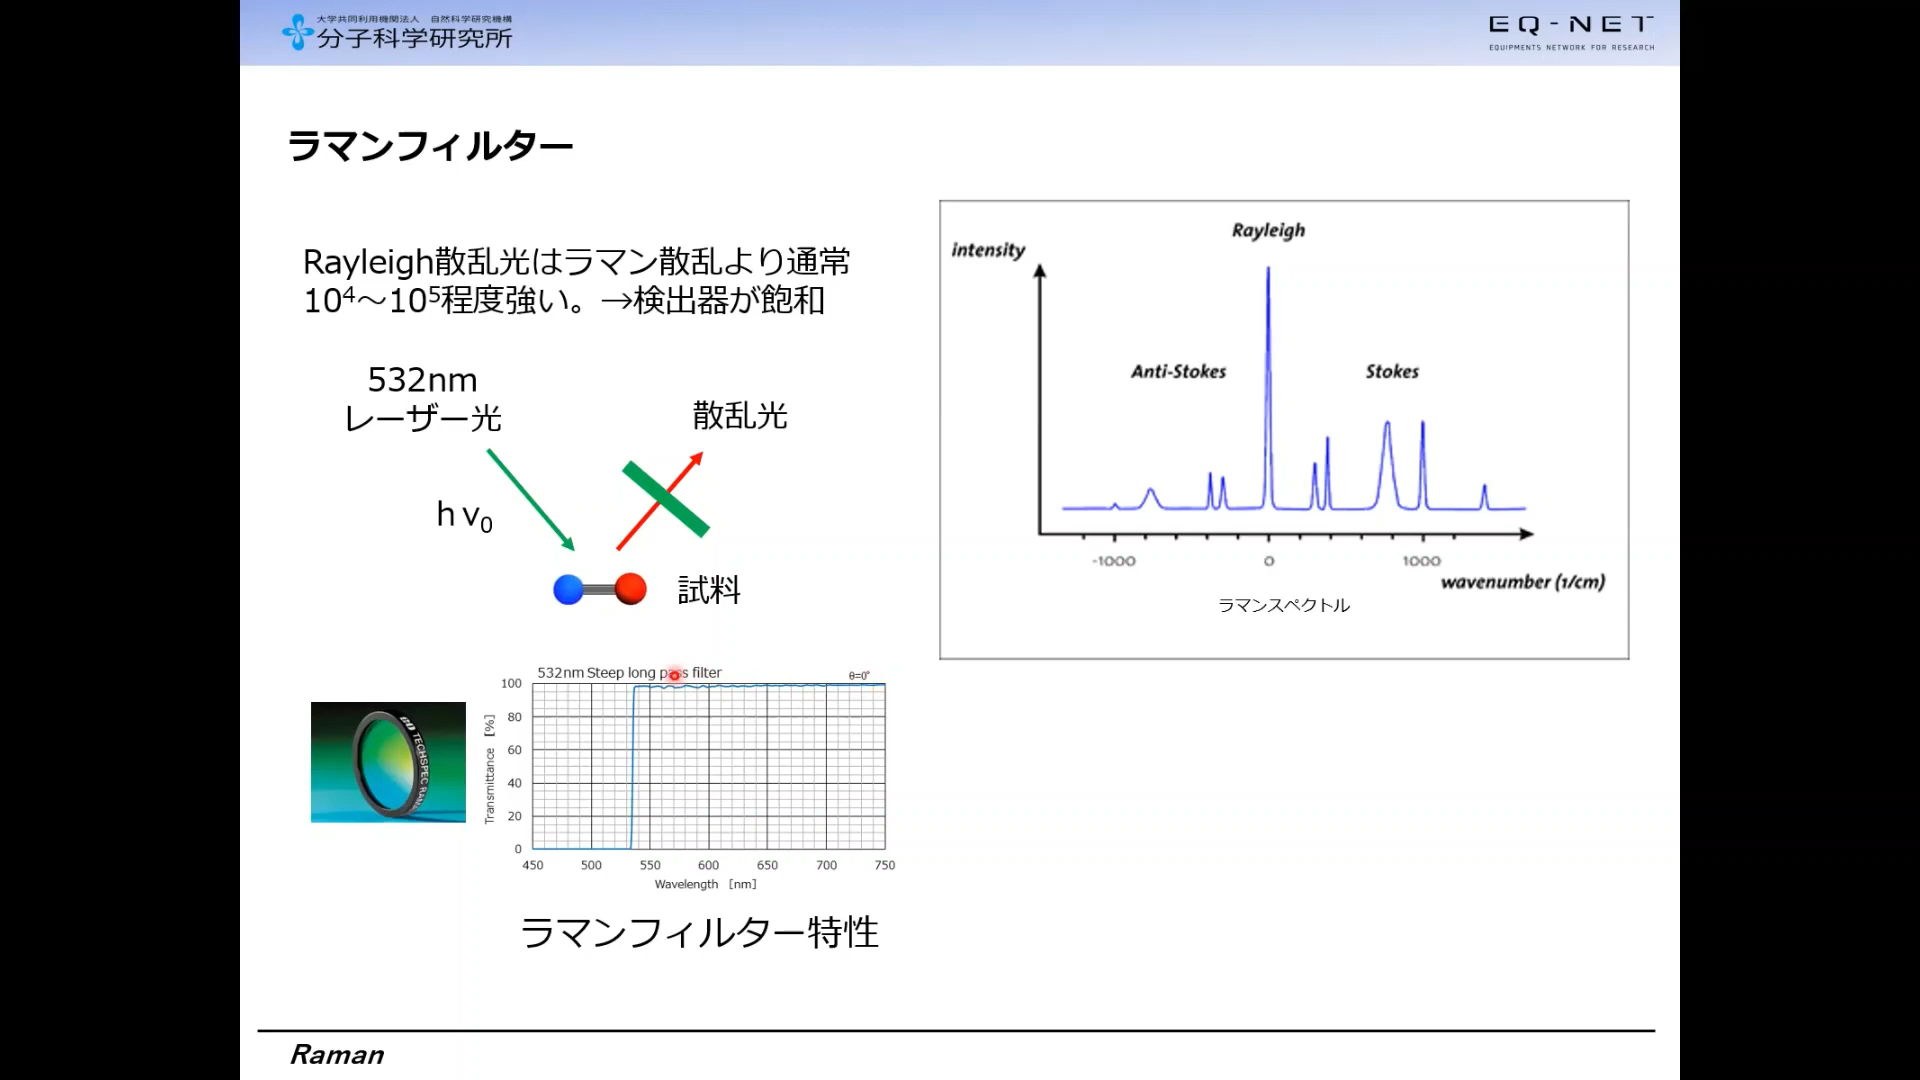 大学共同利用機関法人 自然科学研究機構
分子科学研究所
EQ-NET
EQUIPMENTS NETWORK FOR RESEARCH
ラマンフィルター
Rayleigh散乱光はラマン散乱より通常
10⁴～10⁵程度強い。→検出器が飽和
532nm
レーザー光
散乱光
hν₀
試料
Rayleigh
intensity
Anti-Stokes
Stokes
-1000
0
1000
wavenumber (1/cm)
ラマンスペクトル
532nm Steep long pass filter
θ=0°
100
80
60
40
20
0
Transmittance [%]
450 500 550 600 650 700 750
Wavelength [nm]
TECHSPEC RAMA
ラマンフィルター特性
Raman